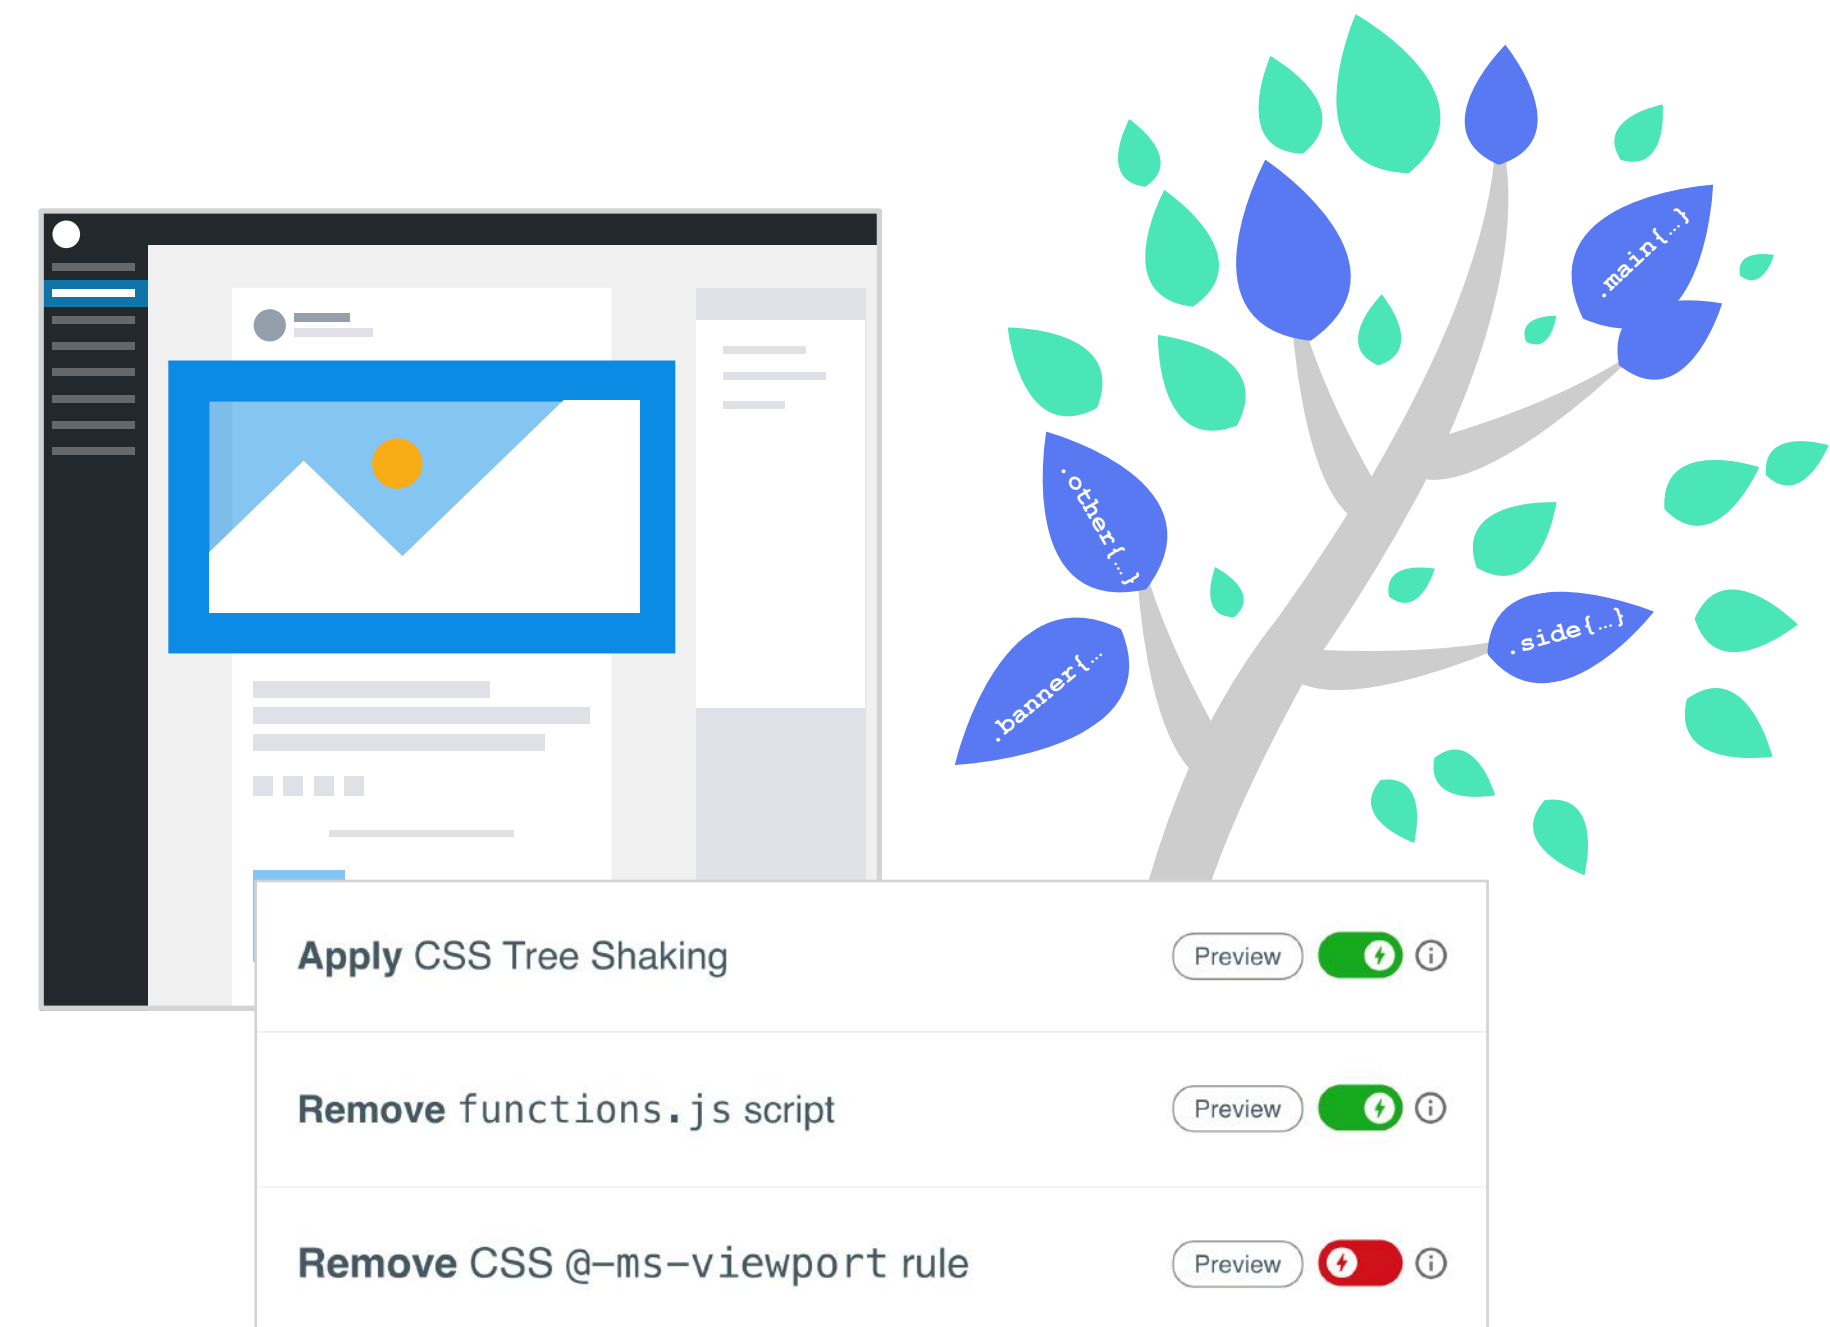 .main{…}
.other{…}
.side{…}
.banner{…
Apply CSS Tree Shaking
Preview
Remove functions.js script
Preview
Remove CSS @-ms-viewport rule
Preview